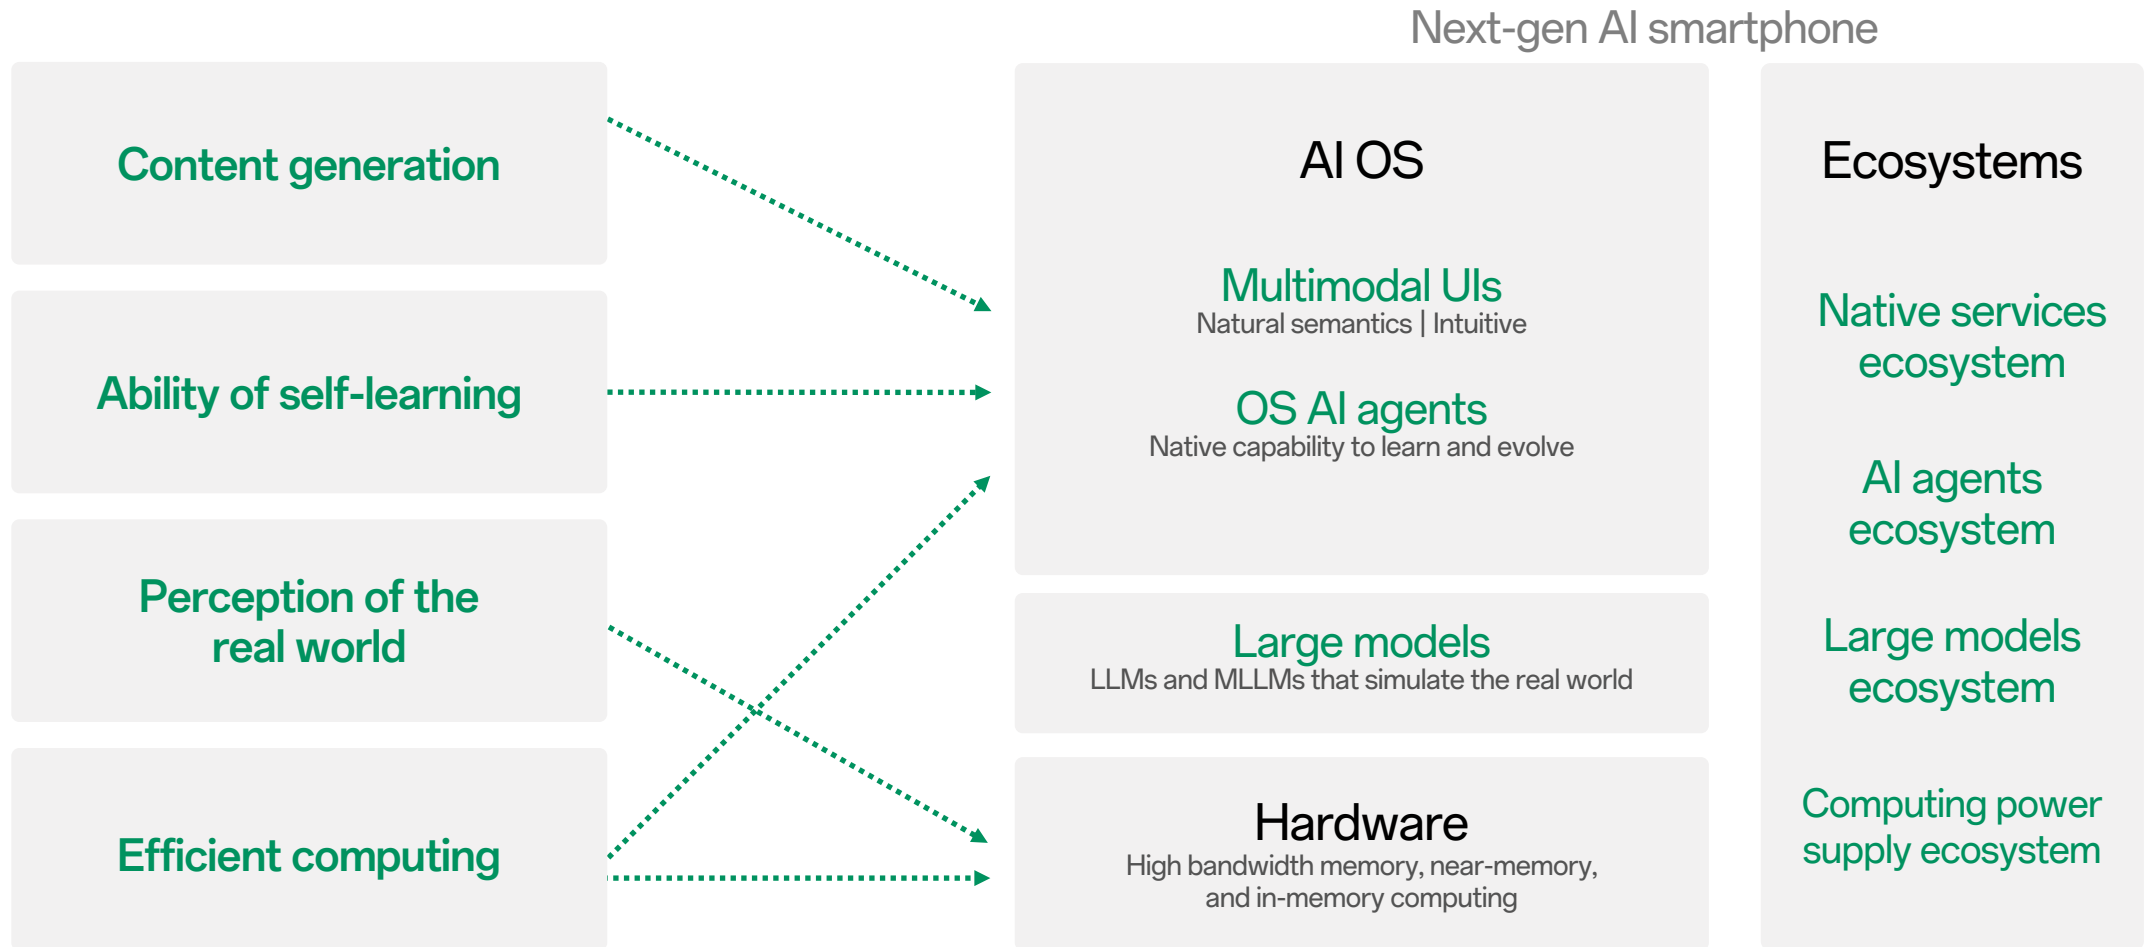 Next-gen AI smartphone
Content generation
Ability of self-learning
Perception of the
real world
Efficient computing
AI OS
Multimodal UIs
Natural semantics | Intuitive
OS AI agents
Native capability to learn and evolve
Large models
LLMs and MLLMs that simulate the real world
Hardware
High bandwidth memory, near-memory,
and in-memory computing
Ecosystems
Native services
ecosystem
AI agents
ecosystem
Large models
ecosystem
Computing power
supply ecosystem